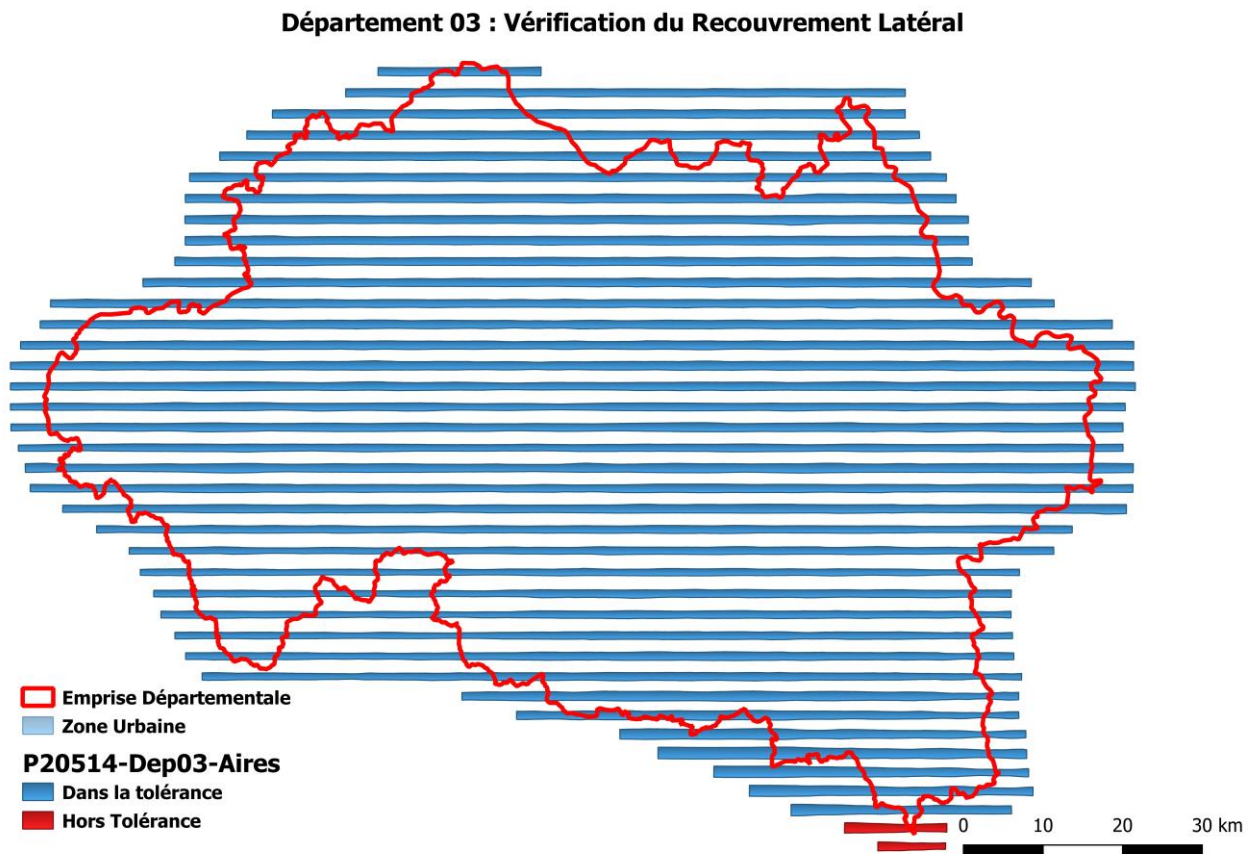 Département 03 : Vérification du Recouvrement Latéral
Emprise Départementale
Zone Urbaine
P20514-Dep03-Aires
Dans la tolérance
Hors Tolérance
0 10 20 30 km